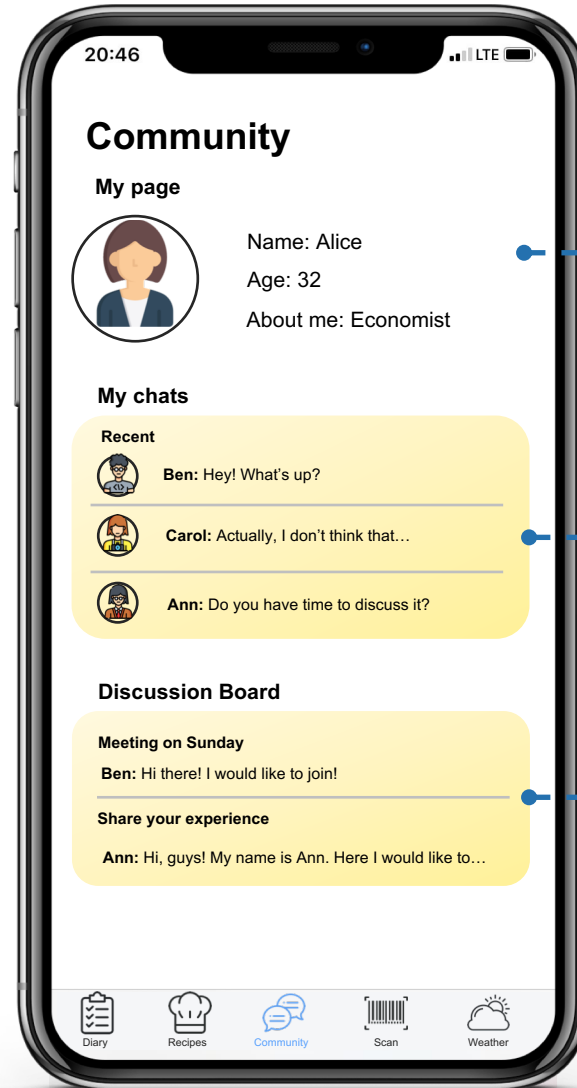 20:46
LTE
Community
My page
Name: Alice
Age: 32
About me: Economist
My chats
Recent
Ben: Hey! What's up?
Carol: Actually, I don't think that…
Ann: Do you have time to discuss it?
Discussion Board
Meeting on Sunday
Ben: Hi there! I would like to join!
Share your experience
Ann: Hi, guys! My name is Ann. Here I would like to…
Diary
Recipes
Community
Scan
Weather